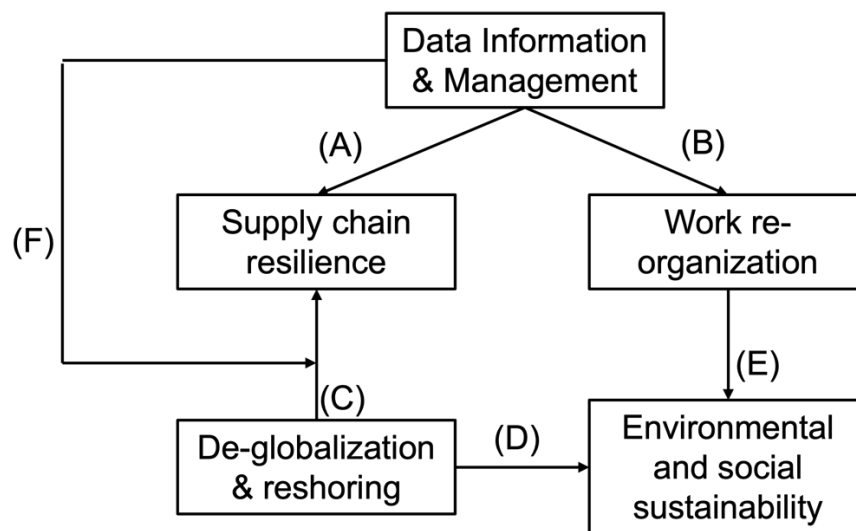 Data Information
& Management
(A)
(B)
Supply chain
resilience
Work re-
organization
(F)
(C)
(E)
De-globalization
& reshoring
(D)
Environmental
and social
sustainability